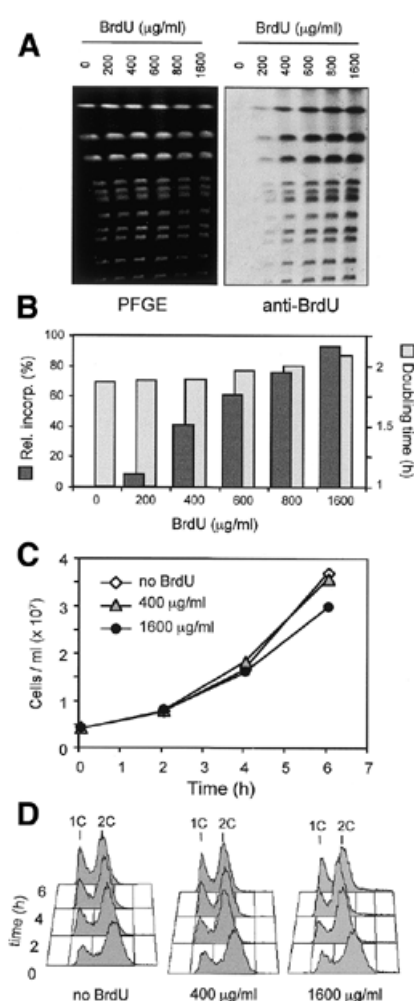 A
BrdU (μg/ml) BrdU (μg/ml)
0 200 400 600 800 1600 0 200 400 600 800 1600
PFGE anti-BrdU
B
100
80
60
40
20
0
Rel. incorp. (%)
2
1.5
1
Doubling time (h)
0 200 400 600 800 1600
BrdU (μg/ml)
C
4
3
2
1
0
Cells / ml (x 10⁷)
no BrdU
400 μg/ml
1600 μg/ml
0 1 2 3 4 5 6 7
Time (h)
D
1C 2C 1C 2C 1C 2C
6
4
2
0
time (h)
no BrdU 400 μg/ml 1600 μg/ml